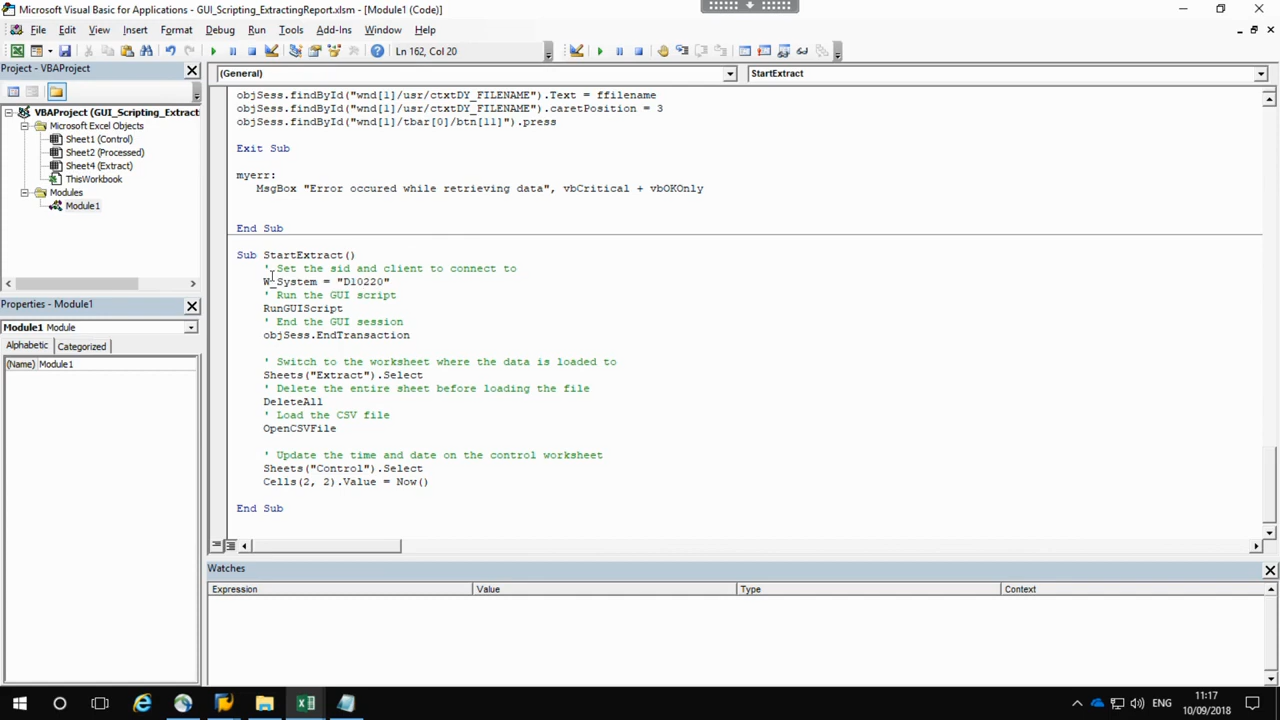 Microsoft Visual Basic for Applications - GUI_Scripting_ExtractingReport.xlsm - [Module1 (Code)]
File Edit View Insert Format Debug Run Tools Add-Ins Window Help
Ln 162, Col 20
Project - VBAProject
VBAProject (GUI_Scripting_Extract
Microsoft Excel Objects
Sheet1 (Control)
Sheet2 (Processed)
Sheet4 (Extract)
ThisWorkbook
Modules
Module1
Properties - Module1
Module1 Module
Alphabetic Categorized
(Name) Module1
(General) StartExtract
objSess.findById("wnd[1]/usr/ctxtDY_FILENAME").Text = ffilename
objSess.findById("wnd[1]/usr/ctxtDY_FILENAME").caretPosition = 3
objSess.findById("wnd[1]/tbar[0]/btn[11]").press
Exit Sub
myerr:
MsgBox "Error occured while retrieving data", vbCritical + vbOKOnly
End Sub
Sub StartExtract()
' Set the sid and client to connect to
W_System = "D10220"
' Run the GUI script
RunGUIScript
' End the GUI session
objSess.EndTransaction
' Switch to the worksheet where the data is loaded to
Sheets("Extract").Select
' Delete the entire sheet before loading the file
DeleteAll
' Load the CSV file
OpenCSVFile
' Update the time and date on the control worksheet
Sheets("Control").Select
Cells(2, 2).Value = Now()
End Sub
Watches
Expression Value Type Context
ENG
11:17
10/09/2018